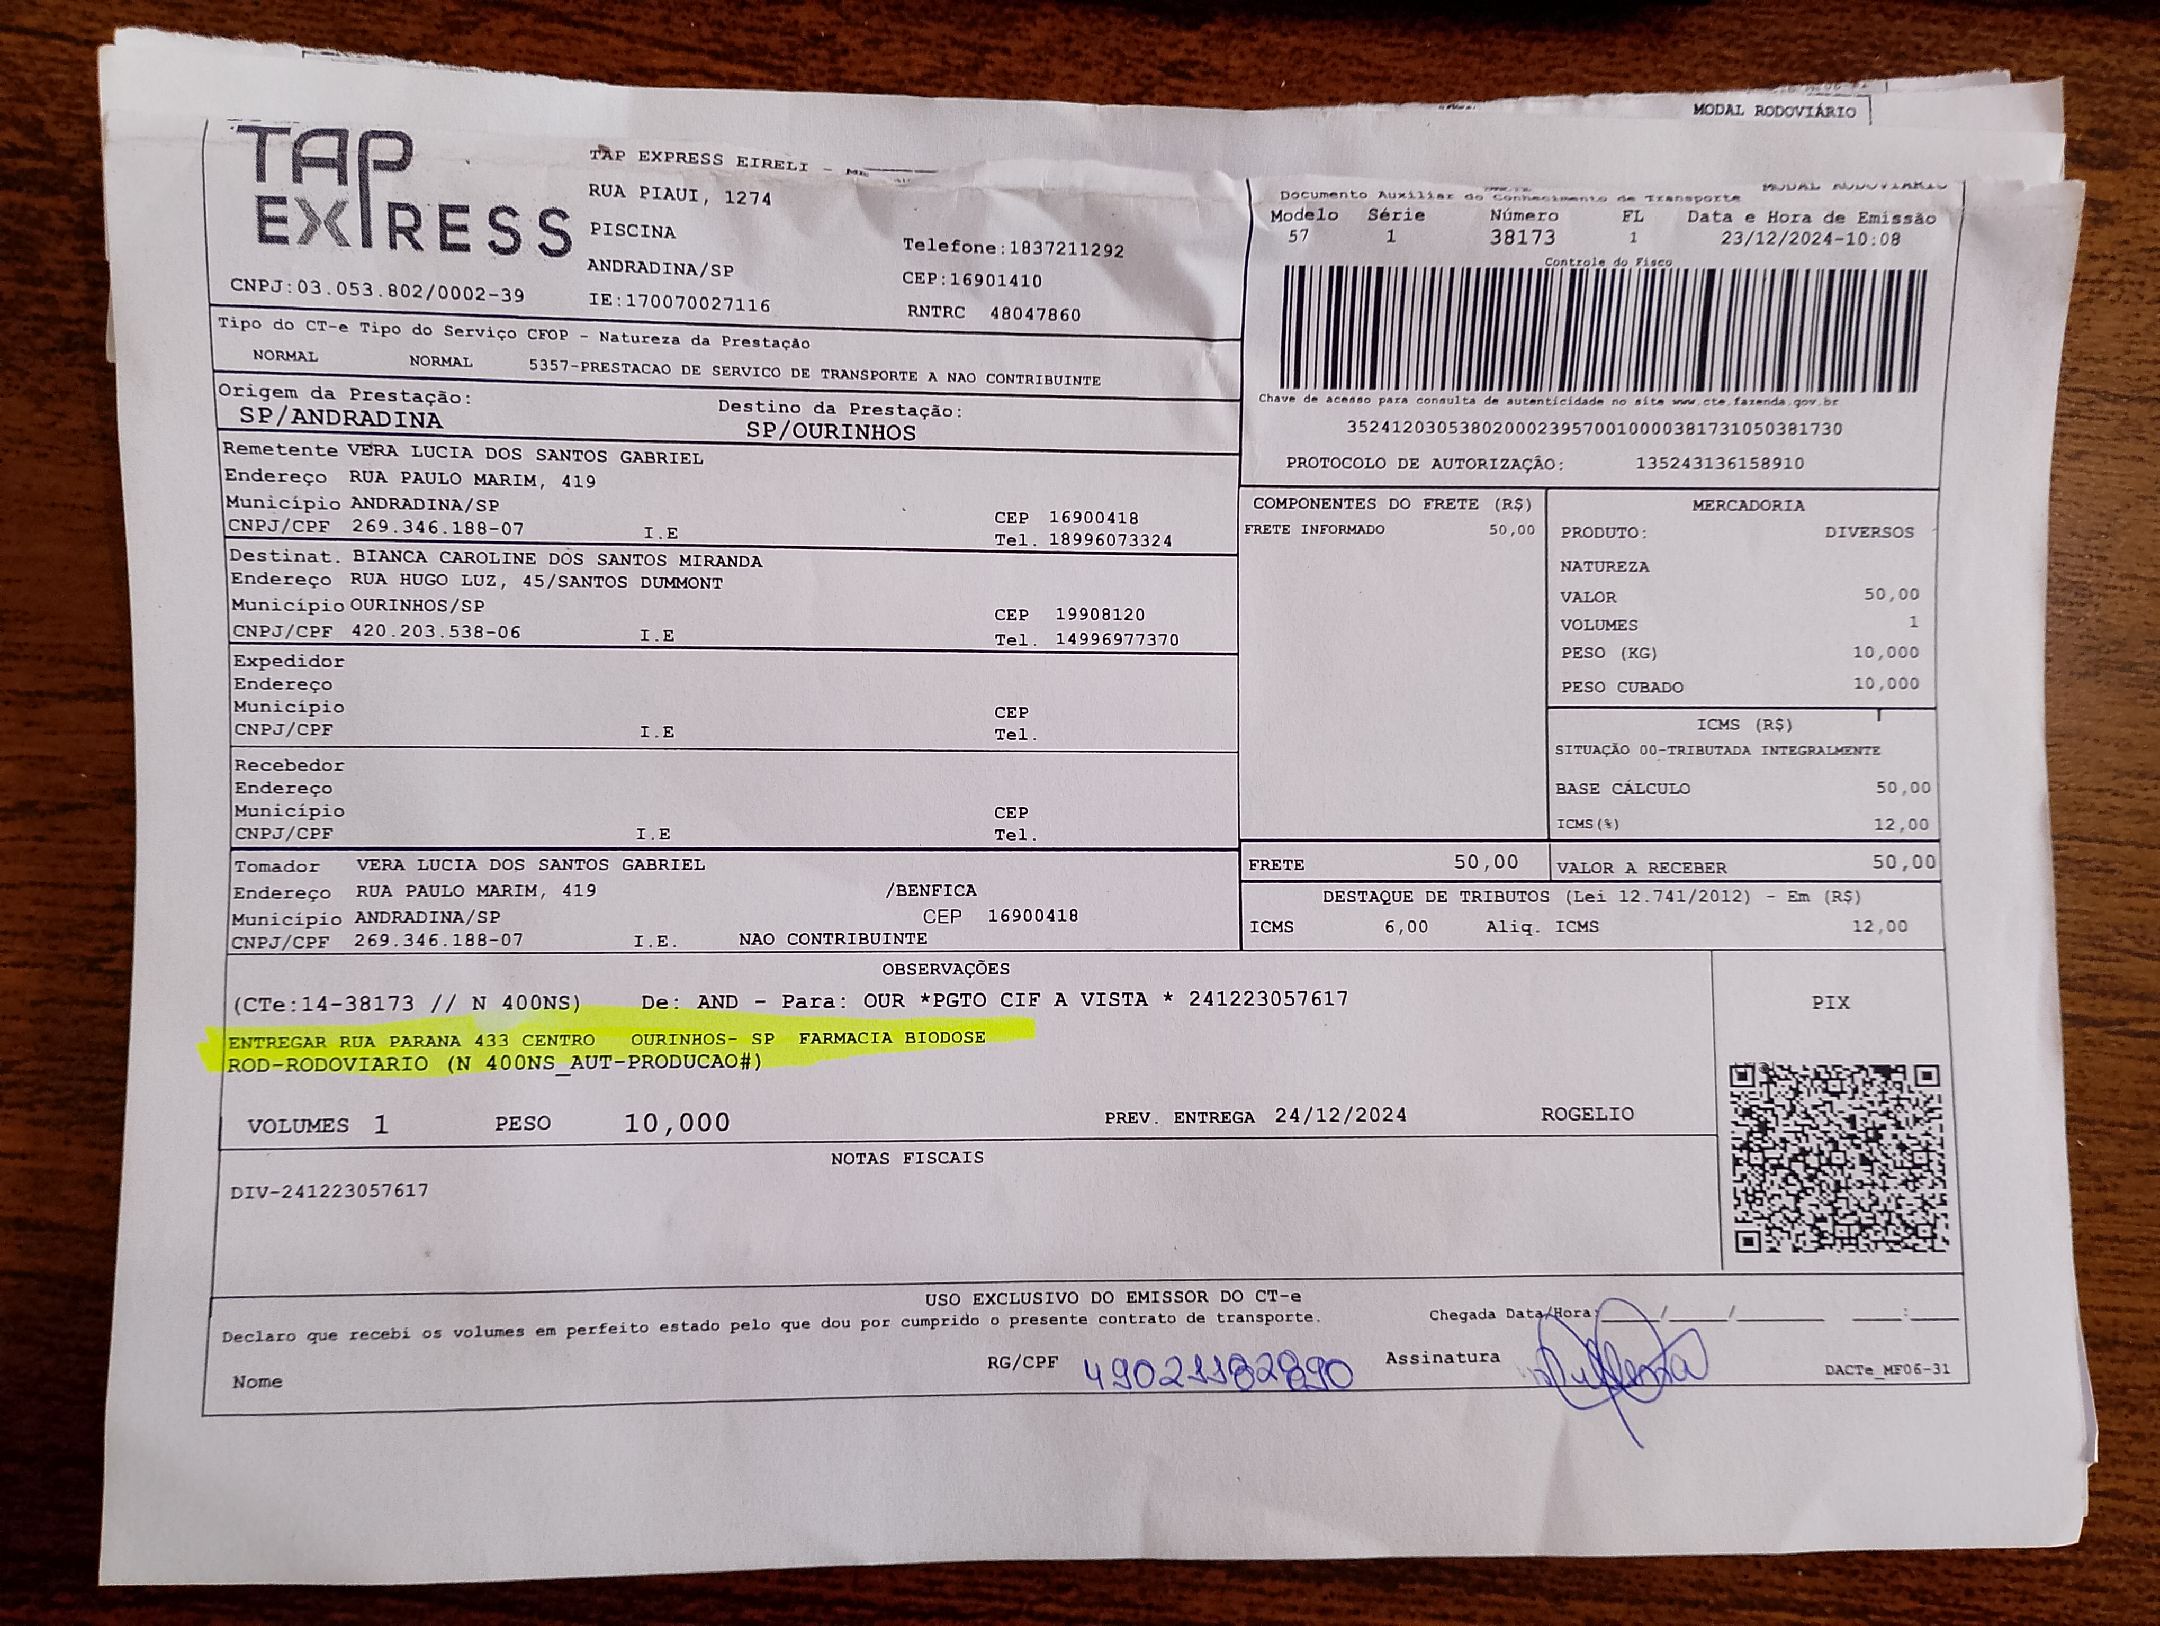 MODAL RODOVIÁRIO
TAP
EXPRESS
CNPJ:03.053.802/0002-39
TAP EXPRESS EIRELI - ME
RUA PIAUI, 1274
PISCINA
ANDRADINA/SP
IE:170070027116
Telefone:1837211292
CEP:16901410
RNTRC 48047860
MODAL RODOVIÁRIO
Documento Auxiliar do Conhecimento de Transporte
Modelo Série Número FL Data e Hora de Emissão
57 1 38173 1 23/12/2024-10:08
Controle do Fisco
Chave de acesso para consulta de autenticidade no site www.cte.fazenda.gov.br
35241203053802000239570010000381731050381730
PROTOCOLO DE AUTORIZAÇÃO: 135243136158910
Tipo do CT-e Tipo do Serviço CFOP - Natureza da Prestação
NORMAL NORMAL 5357-PRESTACAO DE SERVICO DE TRANSPORTE A NAO CONTRIBUINTE
Origem da Prestação: Destino da Prestação:
SP/ANDRADINA SP/OURINHOS
Remetente VERA LUCIA DOS SANTOS GABRIEL
Endereço RUA PAULO MARIM, 419
Município ANDRADINA/SP CEP 16900418
CNPJ/CPF 269.346.188-07 I.E Tel. 18996073324
Destinat. BIANCA CAROLINE DOS SANTOS MIRANDA
Endereço RUA HUGO LUZ, 45/SANTOS DUMMONT
Município OURINHOS/SP CEP 19908120
CNPJ/CPF 420.203.538-06 I.E Tel. 14996977370
Expedidor
Endereço
Município CEP
CNPJ/CPF I.E Tel.
Recebedor
Endereço
Município CEP
CNPJ/CPF I.E Tel.
Tomador VERA LUCIA DOS SANTOS GABRIEL
Endereço RUA PAULO MARIM, 419 /BENFICA
Município ANDRADINA/SP CEP 16900418
CNPJ/CPF 269.346.188-07 I.E. NAO CONTRIBUINTE
COMPONENTES DO FRETE (R$)
FRETE INFORMADO 50,00
MERCADORIA
PRODUTO: DIVERSOS
NATUREZA
VALOR 50,00
VOLUMES 1
PESO (KG) 10,000
PESO CUBADO 10,000
ICMS (R$)
SITUAÇÃO 00-TRIBUTADA INTEGRALMENTE
BASE CÁLCULO 50,00
ICMS(%) 12,00
FRETE 50,00 VALOR A RECEBER 50,00
DESTAQUE DE TRIBUTOS (Lei 12.741/2012) - Em (R$)
ICMS 6,00 Aliq. ICMS 12,00
OBSERVAÇÕES
(CTe:14-38173 // N 400NS) De: AND - Para: OUR *PGTO CIF A VISTA * 241223057617
ENTREGAR RUA PARANA 433 CENTRO OURINHOS- SP FARMACIA BIODOSE
ROD-RODOVIARIO (N 400NS_AUT-PRODUCAO#)
VOLUMES 1 PESO 10,000 PREV. ENTREGA 24/12/2024 ROGELIO
PIX
NOTAS FISCAIS
DIV-241223057617
USO EXCLUSIVO DO EMISSOR DO CT-e
Declaro que recebi os volumes em perfeito estado pelo que dou por cumprido o presente contrato de transporte.
Chegada Data/Hora:____/____/________ ____:____
Nome RG/CPF 49021182890 Assinatura DACTe_MF06-31